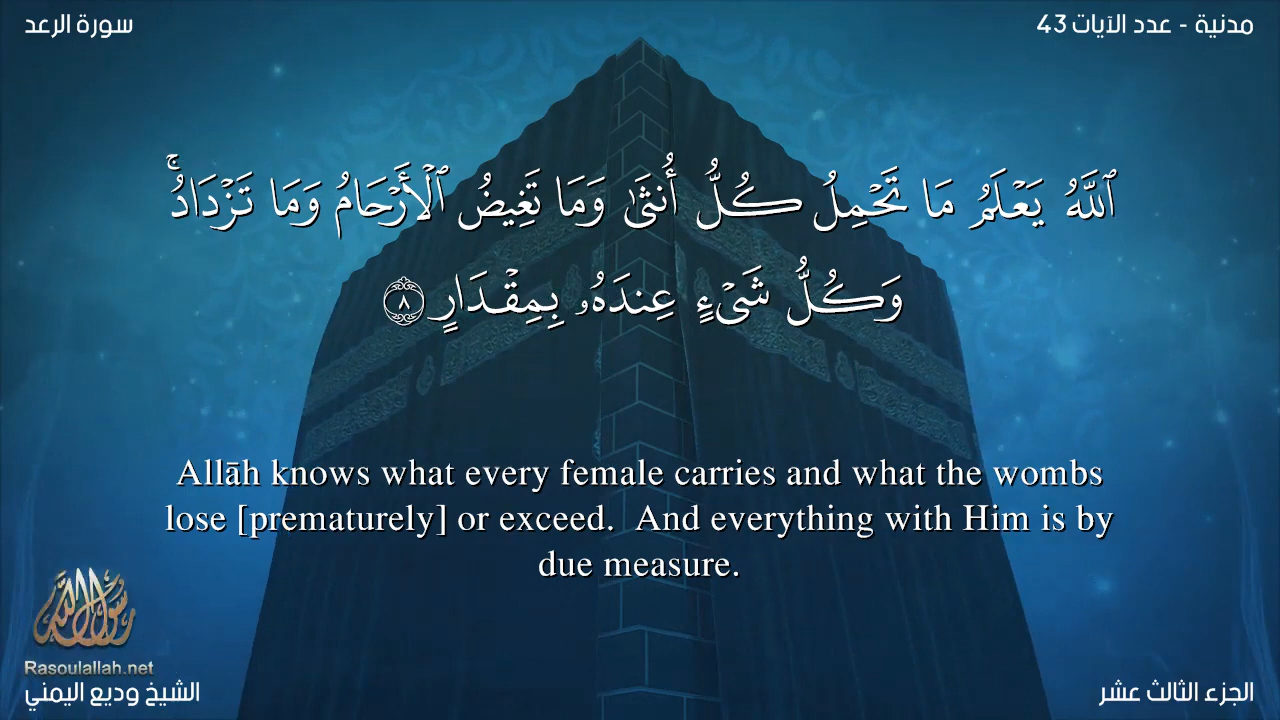 سورة الرعد
مدنية - عدد الآيات 43
ٱللَّهُ يَعْلَمُ مَا تَحْمِلُ كُلُّ أُنثَىٰ وَمَا تَغِيضُ ٱلْأَرْحَامُ وَمَا تَزْدَادُ ۖ
وَكُلُّ شَىْءٍ عِندَهُۥ بِمِقْدَارٍ ٨
Allāh knows what every female carries and what the wombs
lose [prematurely] or exceed. And everything with Him is by
due measure.
رسول الله
Rasoulallah.net
الشيخ وديع اليمني
الجزء الثالث عشر